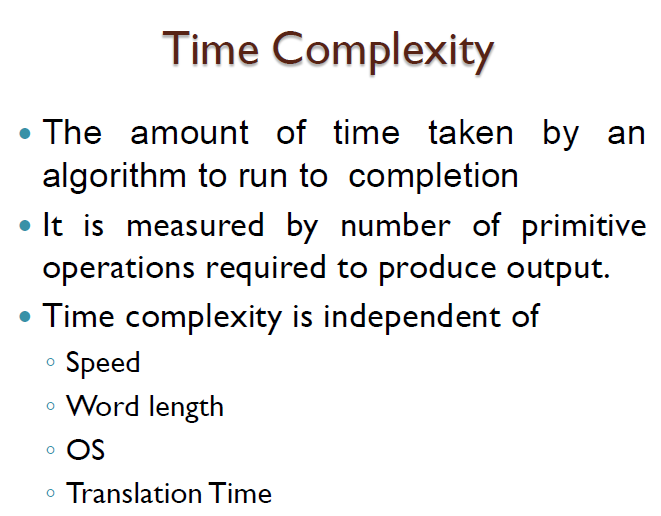 Time Complexity
• The amount of time taken by an
algorithm to run to completion
• It is measured by number of primitive
operations required to produce output.
• Time complexity is independent of
◦ Speed
◦ Word length
◦ OS
◦ Translation Time